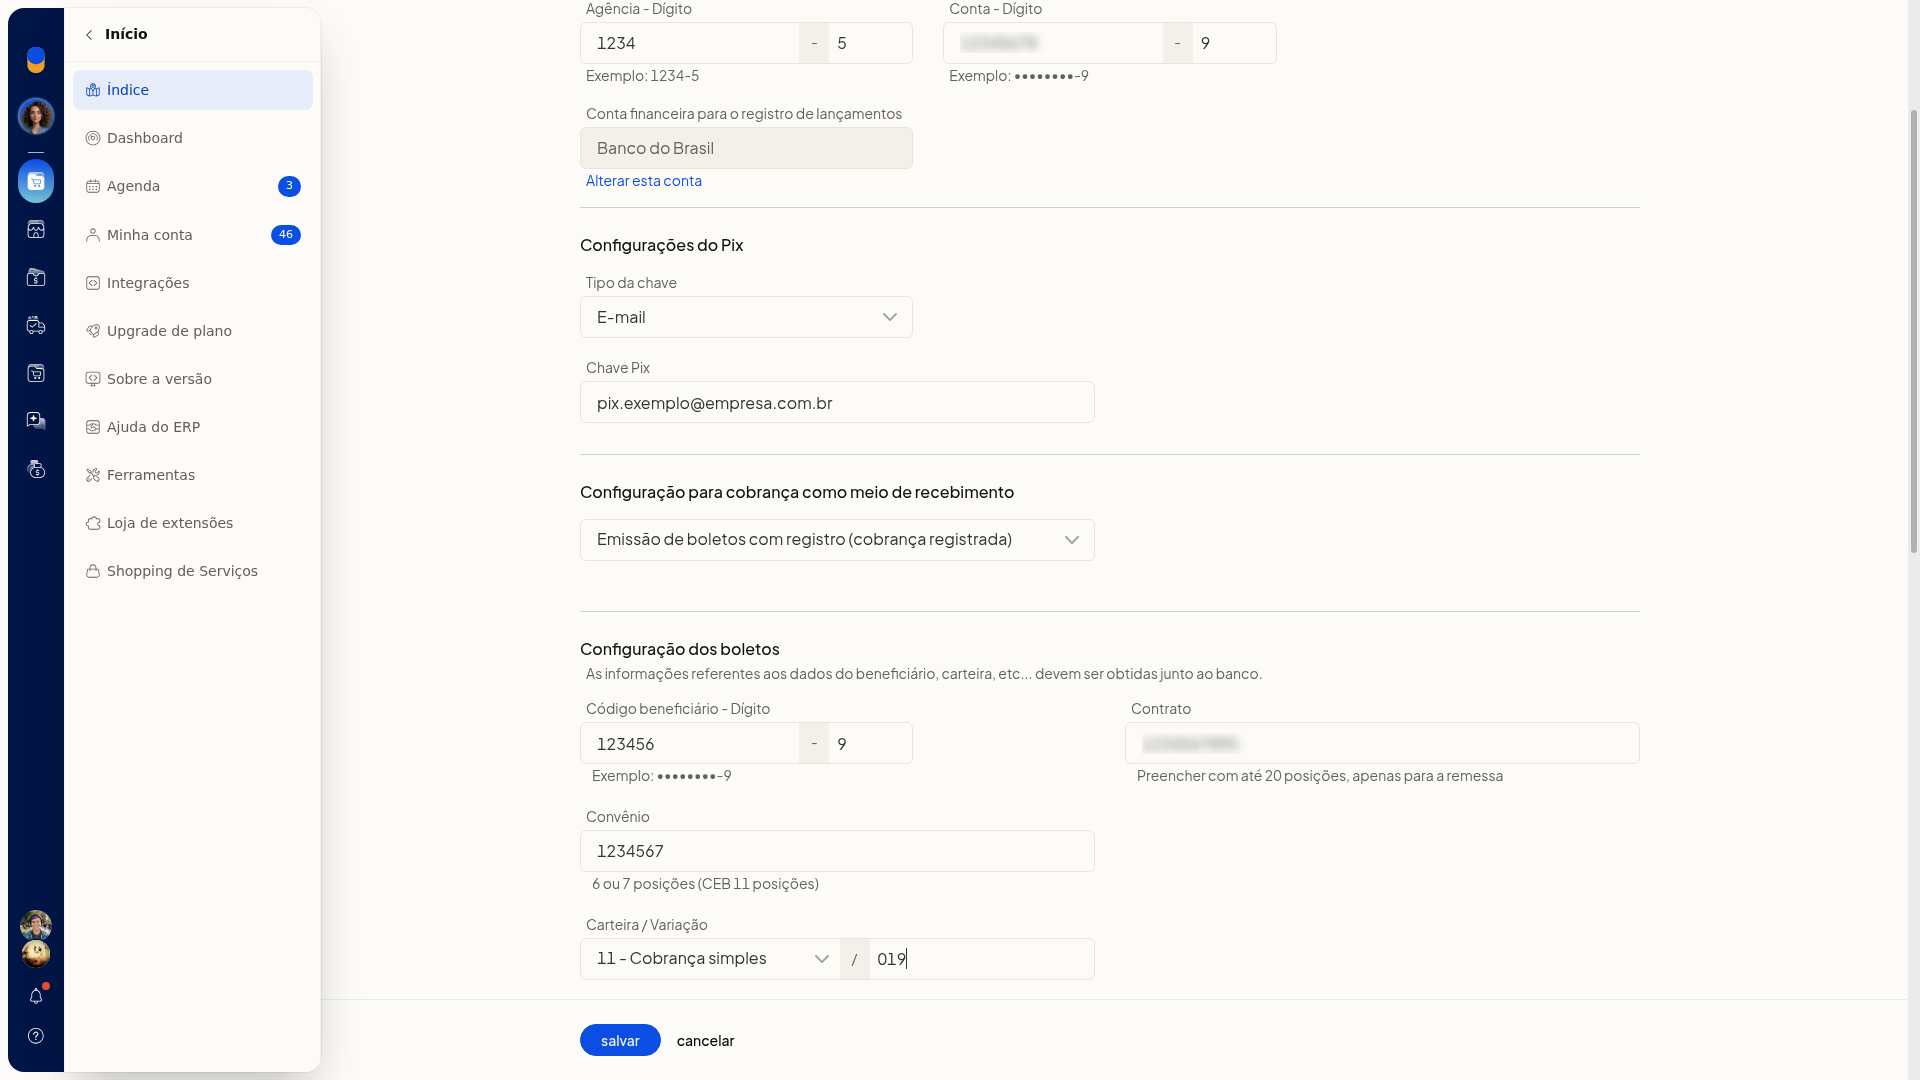 Início
Índice
Dashboard
Agenda
3
Minha conta
46
Integrações
Upgrade de plano
Sobre a versão
Ajuda do ERP
Ferramentas
Loja de extensões
Shopping de Serviços
Agência - Dígito
Conta - Dígito
1234 - 5
- 9
Exemplo: 1234-5
Exemplo: ••••••••-9
Conta financeira para o registro de lançamentos
Banco do Brasil
Alterar esta conta
Configurações do Pix
Tipo da chave
E-mail
Chave Pix
pix.exemplo@empresa.com.br
Configuração para cobrança como meio de recebimento
Emissão de boletos com registro (cobrança registrada)
Configuração dos boletos
As informações referentes aos dados do beneficiário, carteira, etc... devem ser obtidas junto ao banco.
Código beneficiário - Dígito
Contrato
123456 - 9
Exemplo: ••••••••-9
Preencher com até 20 posições, apenas para a remessa
Convênio
1234567
6 ou 7 posições (CEB 11 posições)
Carteira / Variação
11 - Cobrança simples / 019
salvar
cancelar